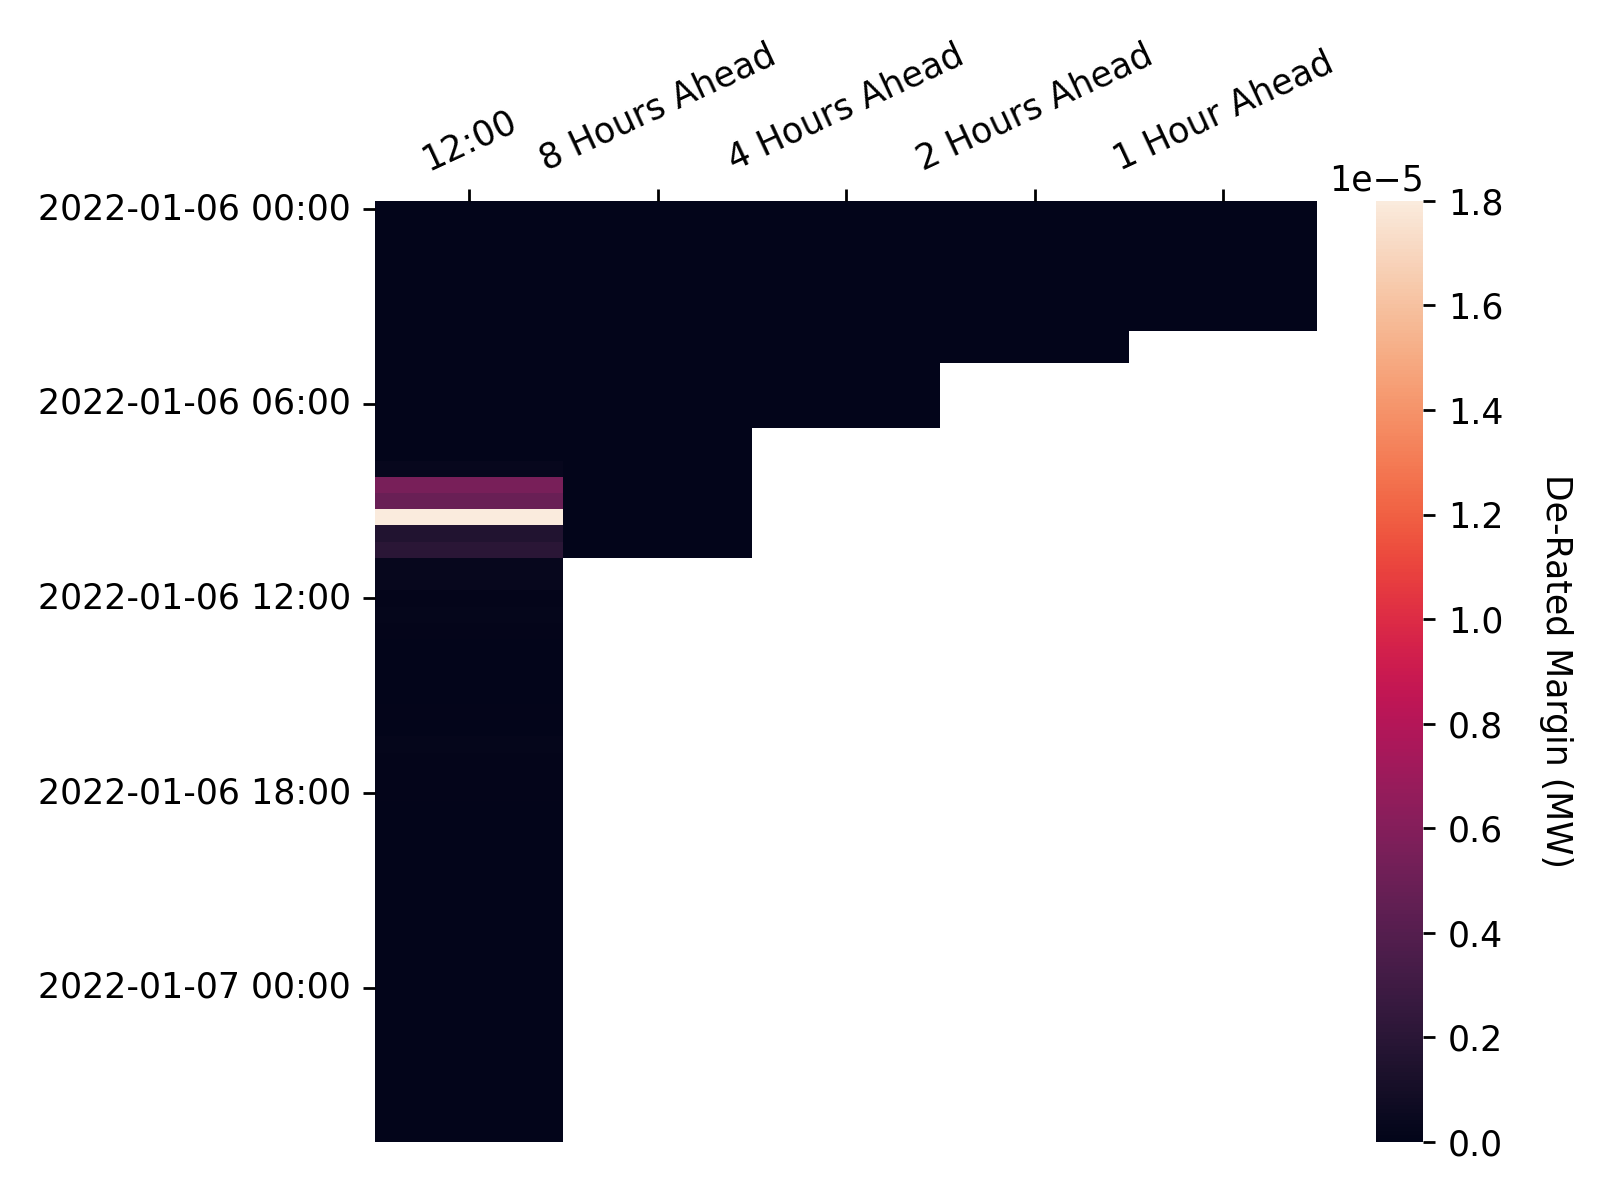 12:00
8 Hours Ahead
4 Hours Ahead
2 Hours Ahead
1 Hour Ahead
2022-01-06 00:00
2022-01-06 06:00
2022-01-06 12:00
2022-01-06 18:00
2022-01-07 00:00
1e−5
1.8
1.6
1.4
1.2
1.0
0.8
0.6
0.4
0.2
0.0
De-Rated Margin (MW)